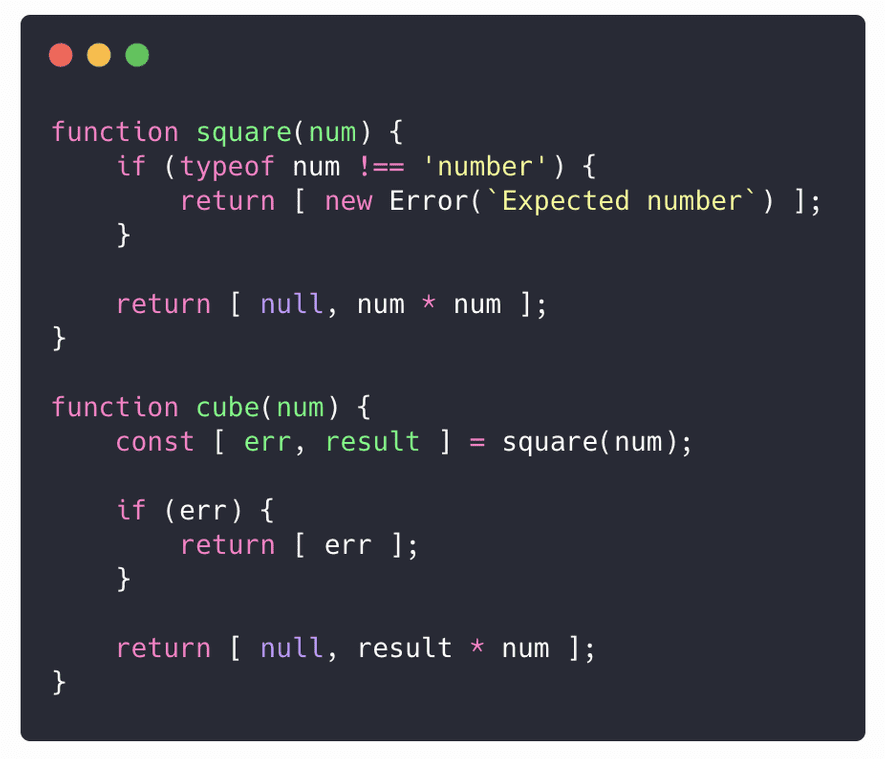 function square(num) {
    if (typeof num !== 'number') {
        return [ new Error(`Expected number`) ];
    }

    return [ null, num * num ];
}

function cube(num) {
    const [ err, result ] = square(num);

    if (err) {
        return [ err ];
    }

    return [ null, result * num ];
}